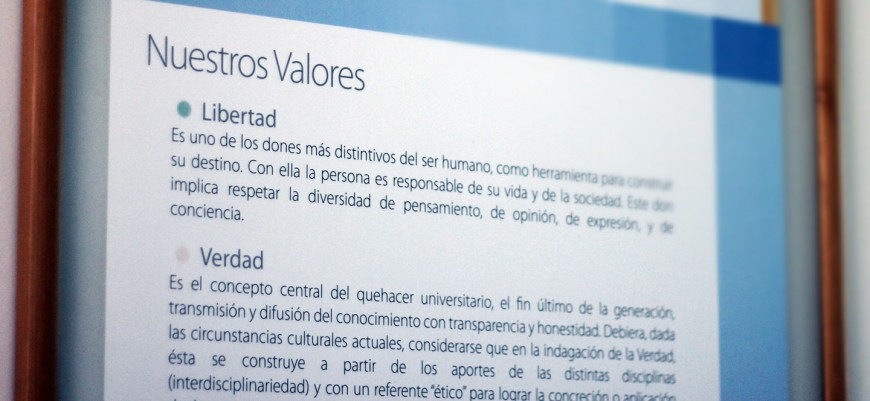 Nuestros Valores
Libertad
Es uno de los dones más distintivos del ser humano, como herramienta para construir
su destino. Con ella la persona es responsable de su vida y de la sociedad. Este don
implica respetar la diversidad de pensamiento, de opinión, de expresión, y de
conciencia.
Verdad
Es el concepto central del quehacer universitario, el fin último de la generación,
transmisión y difusión del conocimiento con transparencia y honestidad. Debiera, dada
las circunstancias culturales actuales, considerarse que en la indagación de la Verdad,
ésta se construye a partir de los aportes de las distintas disciplinas
(interdisciplinariedad) y con un referente "ético" para lograr la concreción o aplicación